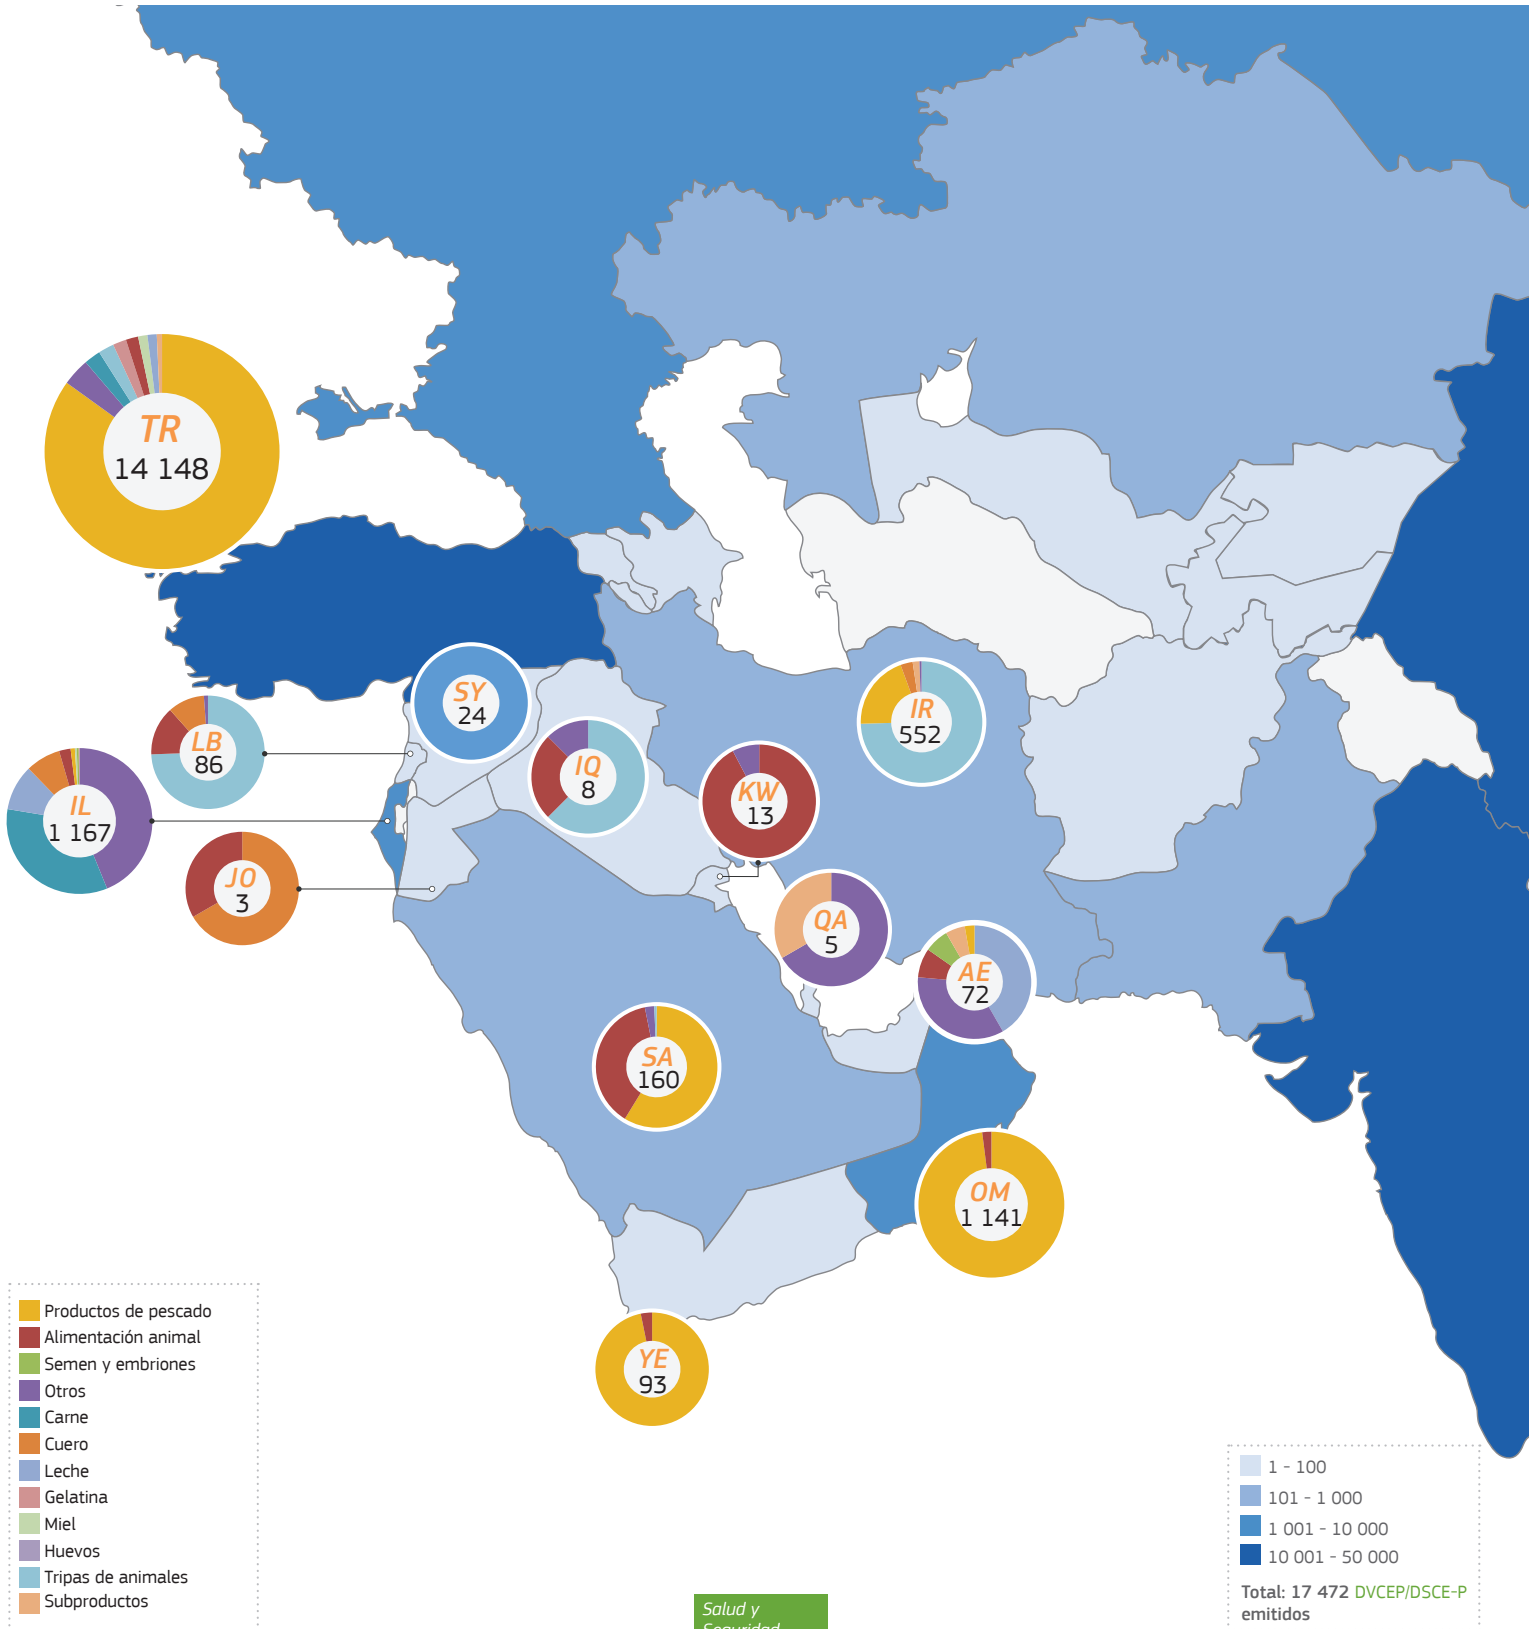 TR
14 148
SY
24
LB
86
IR
552
IQ
8
IL
1 167
KW
13
JO
3
QA
5
AE
72
SA
160
OM
1 141
YE
93
Productos de pescado
Alimentación animal
Semen y embriones
Otros
Carne
Cuero
Leche
Gelatina
Miel
Huevos
Tripas de animales
Subproductos
1 - 100
101 - 1 000
1 001 - 10 000
10 001 - 50 000
Total: 17 472 DVCEP/DSCE-P
emitidos
Salud y
Seguridad